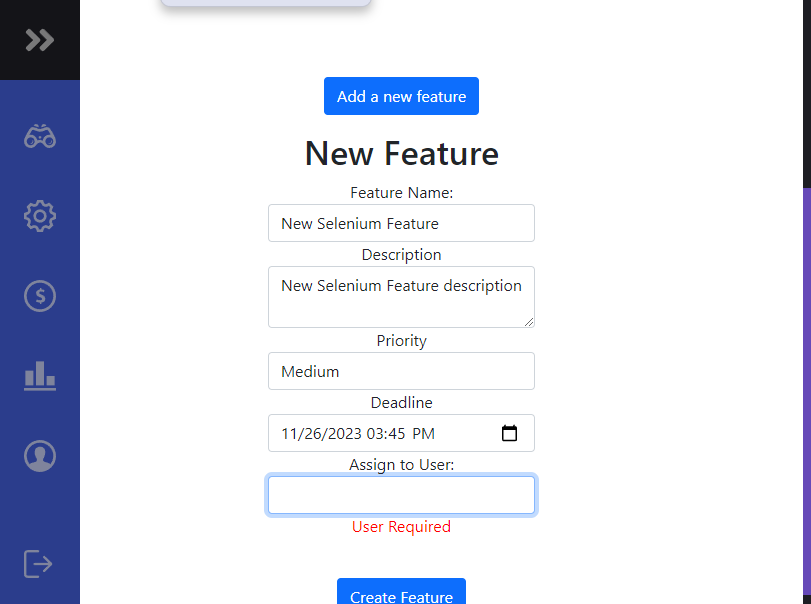 Add a new feature
New Feature
Feature Name:
New Selenium Feature
Description
New Selenium Feature description
Priority
Medium
Deadline
11/26/2023 03:45 PM
Assign to User:
User Required
Create Feature